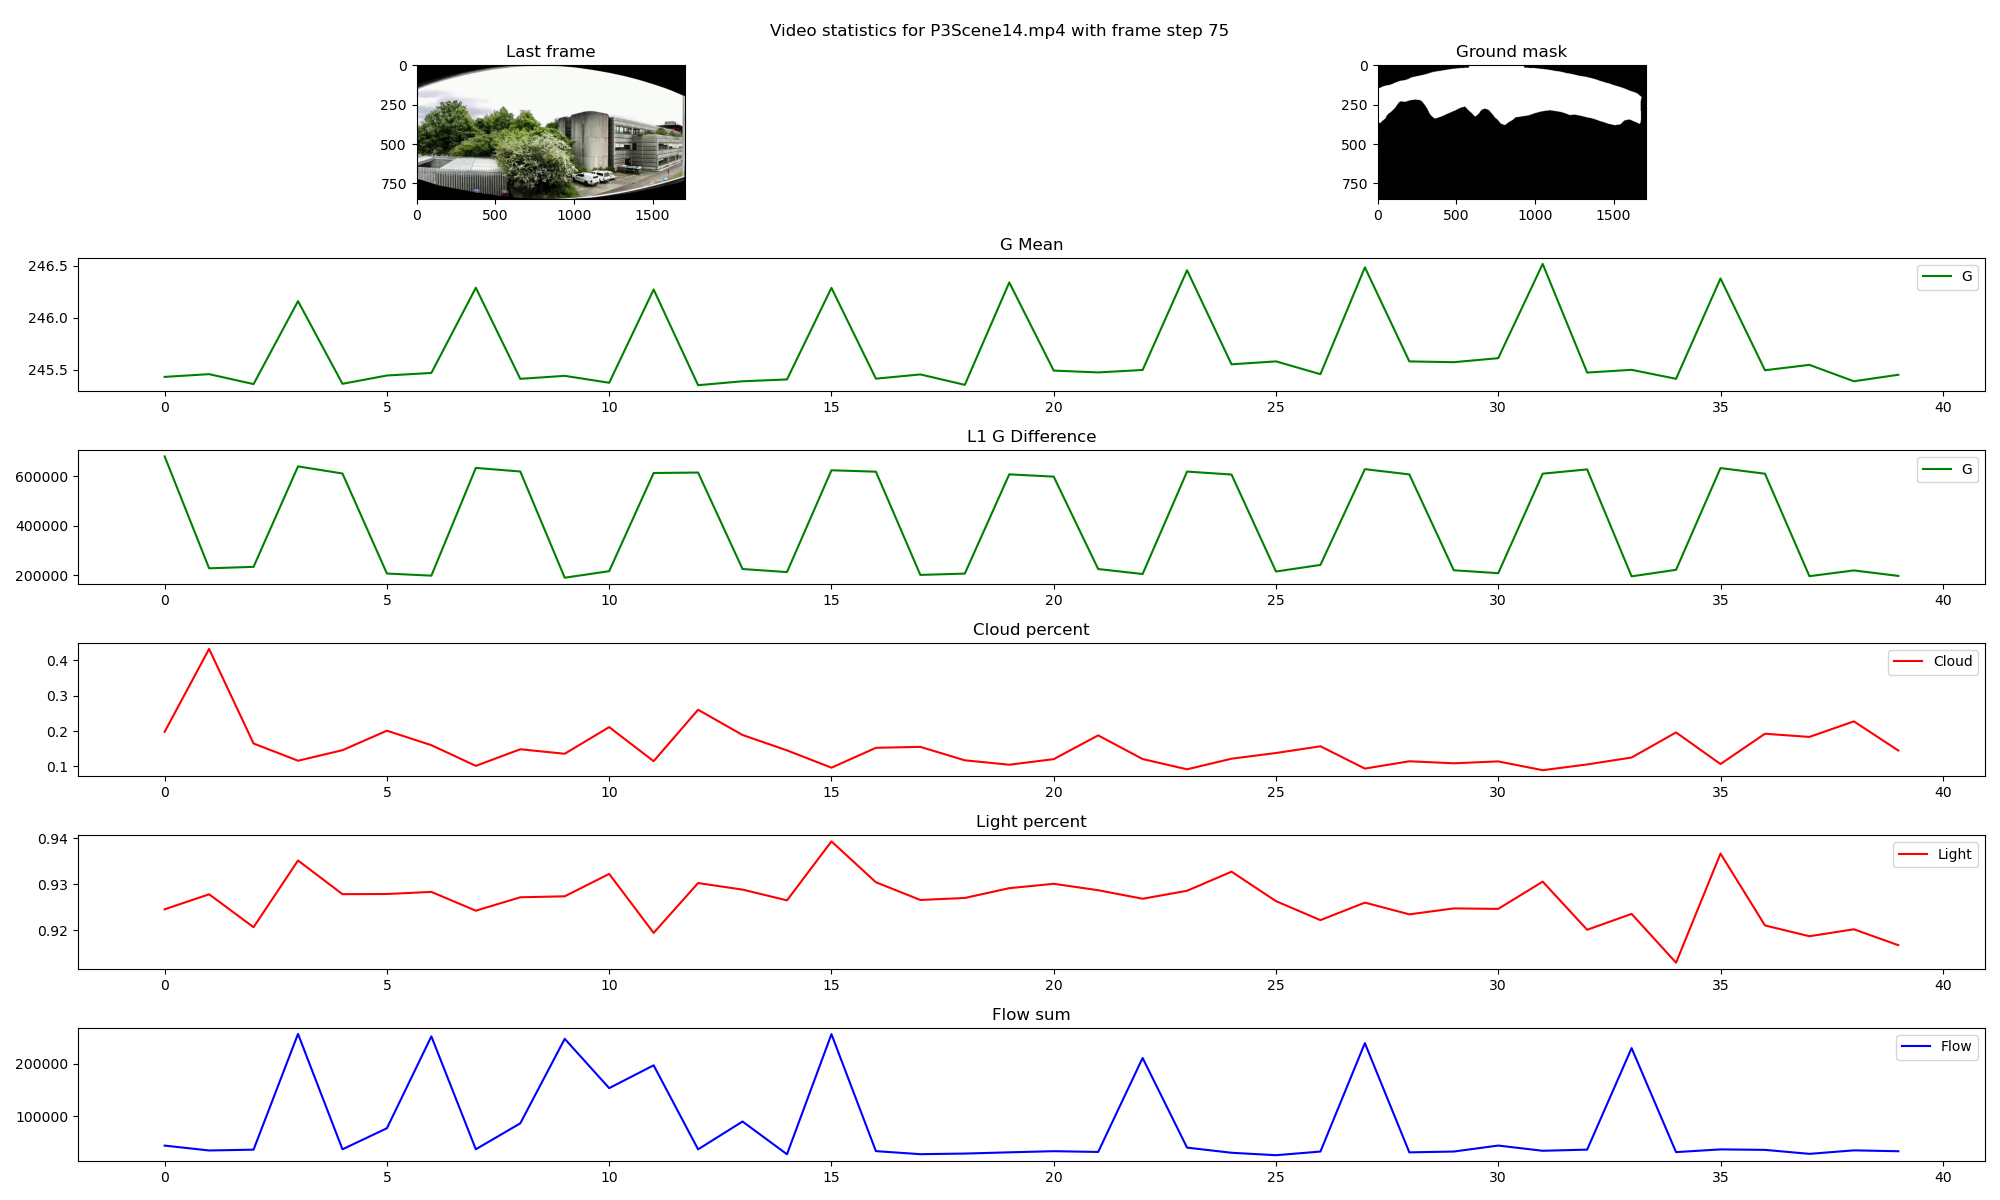 Video statistics for P3Scene14.mp4 with frame step 75
Last frame
0
250
500
750
0 500 1000 1500
Ground mask
0
250
500
750
0 500 1000 1500
G Mean
246.5
246.0
245.5
G
0 5 10 15 20 25 30 35 40
L1 G Difference
600000
400000
200000
G
0 5 10 15 20 25 30 35 40
Cloud percent
0.4
0.3
0.2
0.1
Cloud
0 5 10 15 20 25 30 35 40
Light percent
0.94
0.93
0.92
Light
0 5 10 15 20 25 30 35 40
Flow sum
200000
100000
Flow
0 5 10 15 20 25 30 35 40